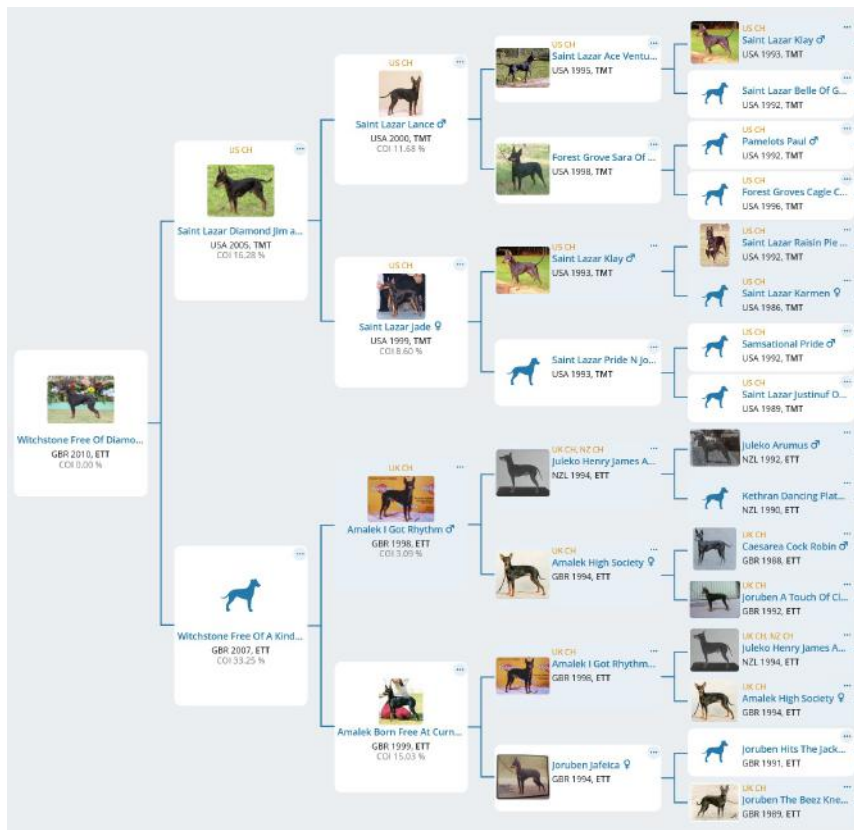 US CH
Saint Lazar Klay ♂
USA 1993, TMT
US CH
Saint Lazar Ace Ventu...
USA 1995, TMT
US CH
Saint Lazar Belle Of G...
USA 1992, TMT
US CH
Saint Lazar Lance ♂
USA 2000, TMT
COI 11.68 %
US CH
Pamelots Paul ♂
USA 1992, TMT
Forest Grove Sara Of ...
USA 1998, TMT
US CH
Forest Groves Cagle C...
USA 1996, TMT
US CH
Saint Lazar Diamond Jim a...
USA 2005, TMT
COI 16.28 %
US CH
Saint Lazar Raisin Pie ...
USA 1992, TMT
US CH
Saint Lazar Klay ♂
USA 1993, TMT
US CH
Saint Lazar Karmen ♀
USA 1986, TMT
US CH
Saint Lazar Jade ♀
USA 1999, TMT
COI 8.60 %
US CH
Samsational Pride ♂
USA 1992, TMT
Saint Lazar Pride N Jo...
USA 1993, TMT
US CH
Saint Lazar Justinuf O...
USA 1989, TMT
Witchstone Free Of Diamo...
GBR 2010, ETT
COI 0.00 %
Juleko Arumus ♂
NZL 1992, ETT
UK CH, NZ CH
Juleko Henry James A...
NZL 1994, ETT
Kethran Dancing Plat...
NZL 1990, ETT
UK CH
Amalek I Got Rhythm ♂
GBR 1998, ETT
COI 3.09 %
UK CH
Caesarea Cock Robin ♂
GBR 1988, ETT
UK CH
Amalek High Society ♀
GBR 1994, ETT
UK CH
Joruben A Touch Of Cl...
GBR 1992, ETT
Witchstone Free Of A Kind...
GBR 2007, ETT
COI 33.25 %
UK CH, NZ CH
Juleko Henry James A...
NZL 1994, ETT
UK CH
Amalek I Got Rhythm...
GBR 1998, ETT
UK CH
Amalek High Society ♀
GBR 1994, ETT
Amalek Born Free At Curn...
GBR 1999, ETT
COI 15.03 %
Joruben Hits The Jack...
GBR 1991, ETT
Joruben Jafeica ♀
GBR 1994, ETT
UK CH
Joruben The Beez Kne...
GBR 1989, ETT